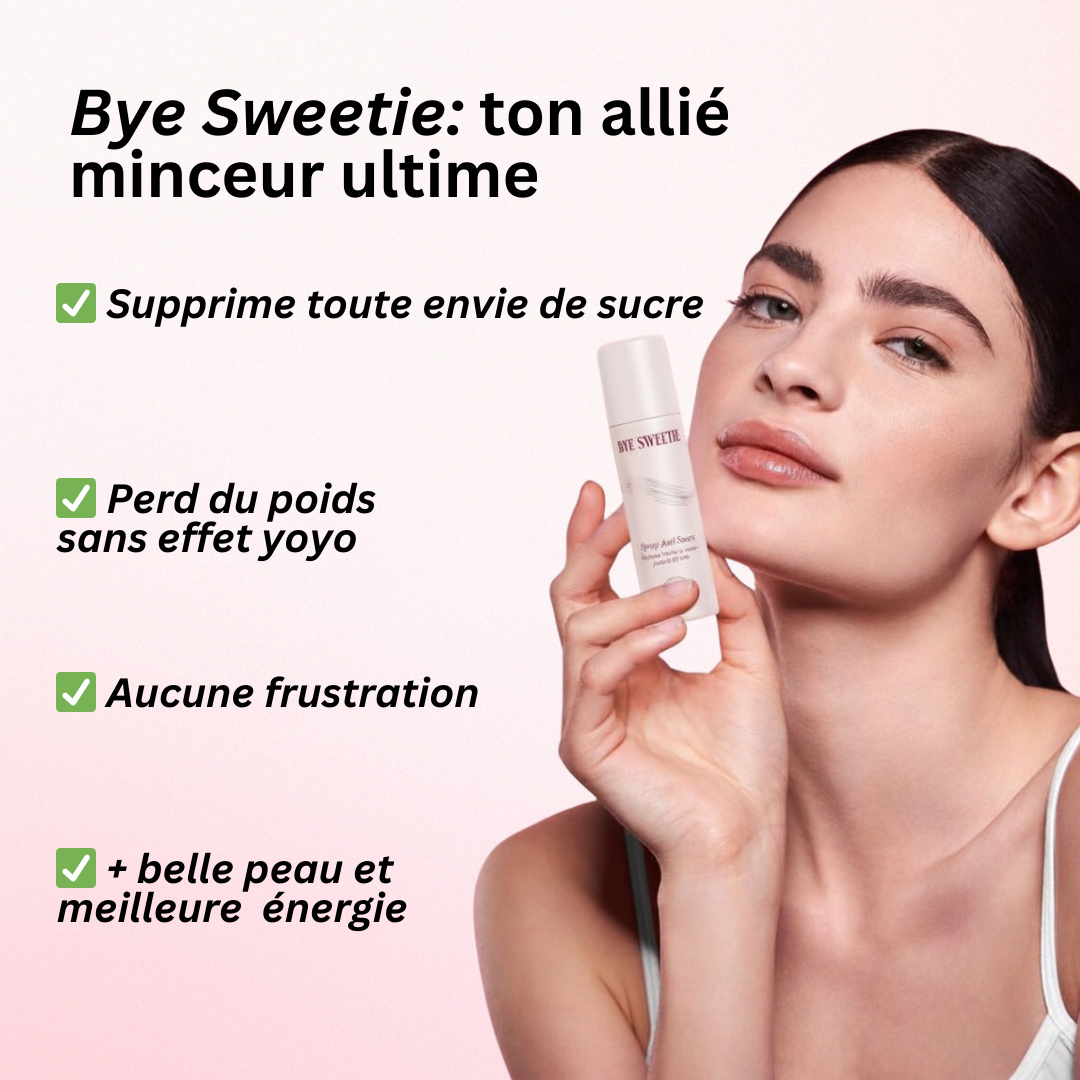 Bye Sweetie: ton allié
minceur ultime
✅ Supprime toute envie de sucre
BYE SWEETIE
✅ Perd du poids
sans effet yoyo
✅ Aucune frustration
✅ + belle peau et
meilleure énergie